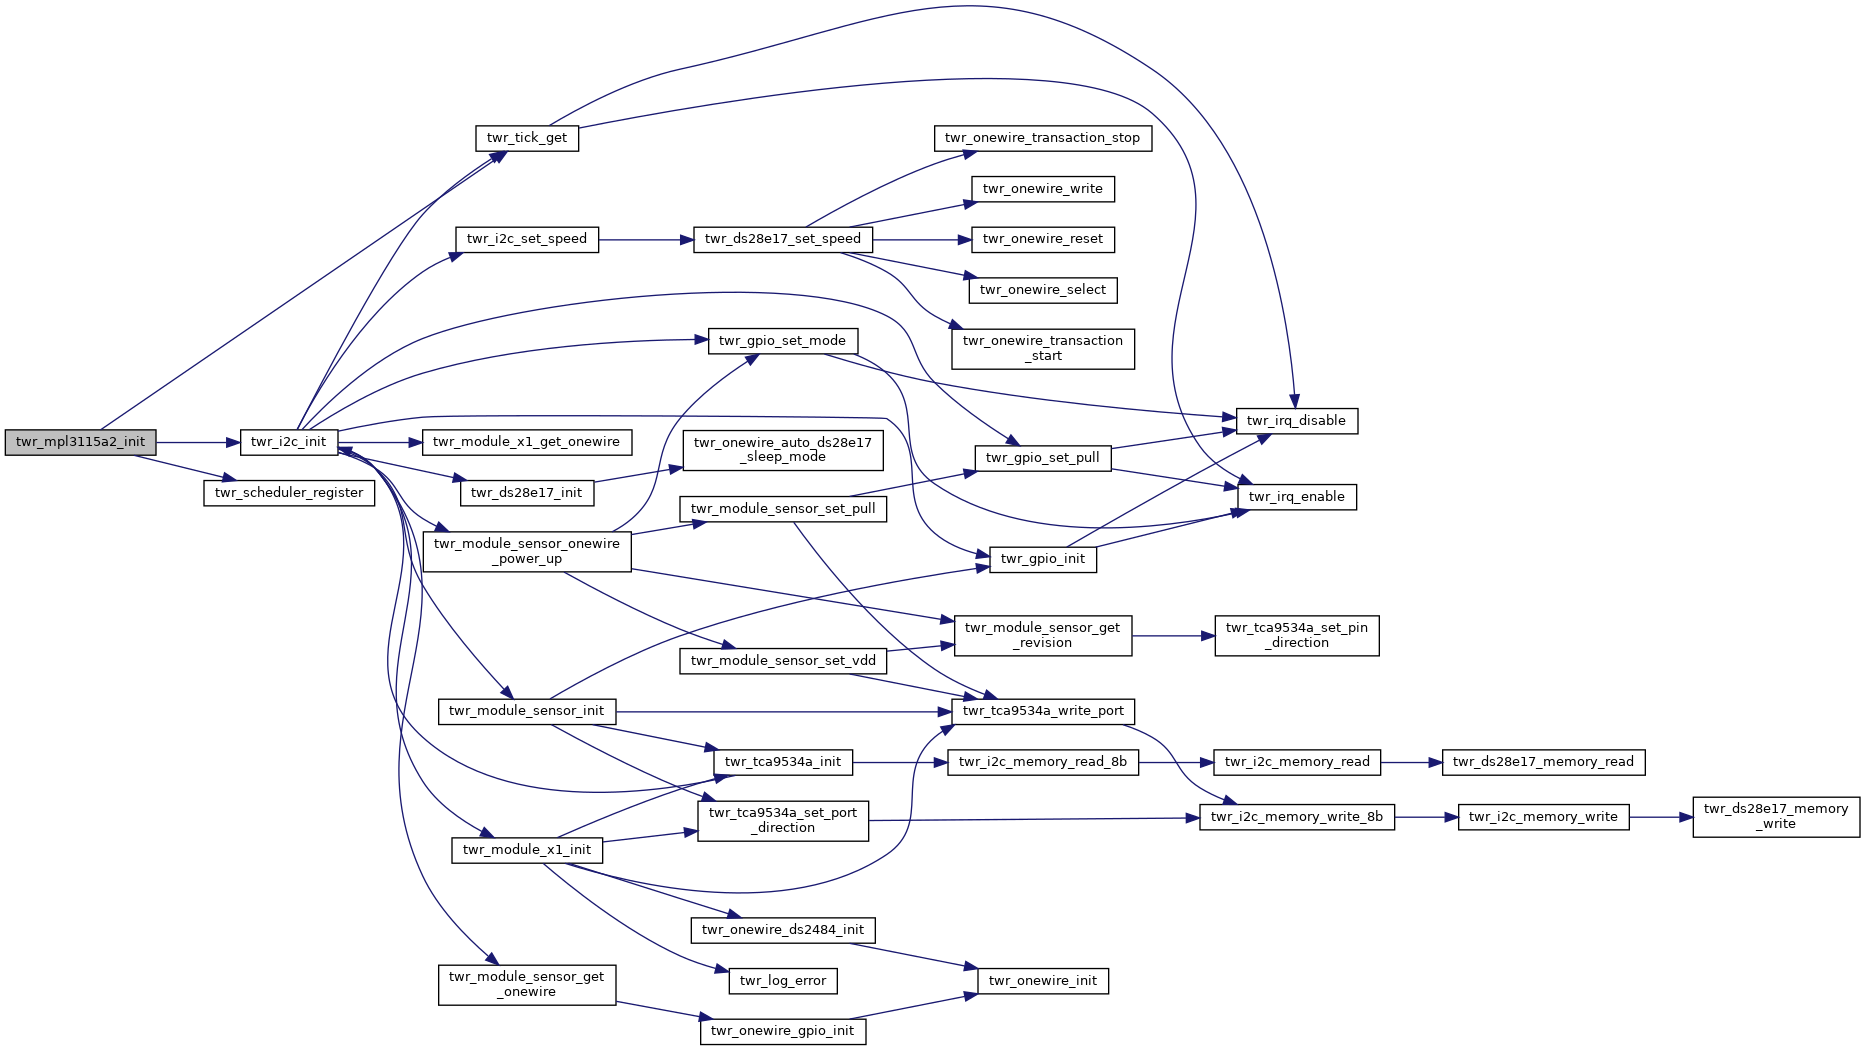 twr_mpl3115a2_init
twr_i2c_init
twr_scheduler_register
twr_tick_get
twr_i2c_set_speed
twr_module_x1_get_onewire
twr_ds28e17_init
twr_module_sensor_onewire
_power_up
twr_module_sensor_init
twr_module_x1_init
twr_module_sensor_get
_onewire
twr_ds28e17_set_speed
twr_gpio_set_mode
twr_onewire_auto_ds28e17
_sleep_mode
twr_module_sensor_set_pull
twr_module_sensor_set_vdd
twr_tca9534a_init
twr_tca9534a_set_port
_direction
twr_onewire_ds2484_init
twr_log_error
twr_onewire_gpio_init
twr_onewire_transaction_stop
twr_onewire_write
twr_onewire_reset
twr_onewire_select
twr_onewire_transaction
_start
twr_gpio_set_pull
twr_gpio_init
twr_module_sensor_get
_revision
twr_tca9534a_write_port
twr_i2c_memory_read_8b
twr_onewire_init
twr_irq_disable
twr_irq_enable
twr_tca9534a_set_pin
_direction
twr_i2c_memory_read
twr_i2c_memory_write_8b
twr_ds28e17_memory_read
twr_i2c_memory_write
twr_ds28e17_memory
_write